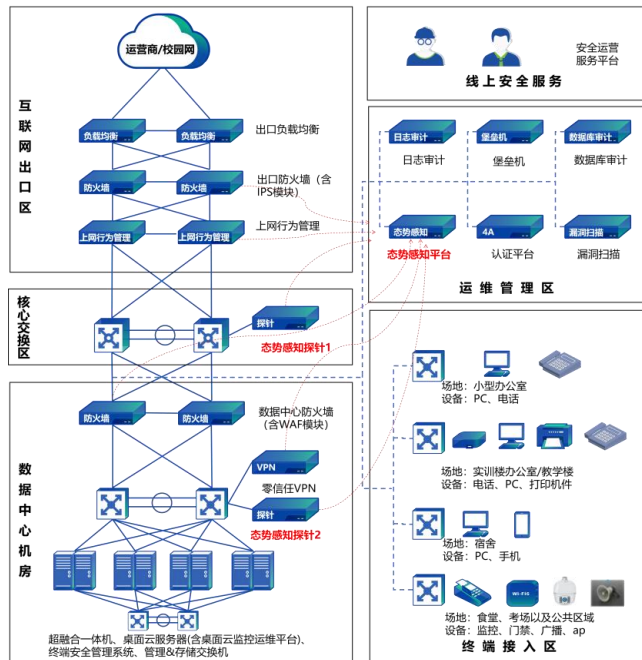 运营商/校园网
互联网出口区
负载均衡
负载均衡
出口负载均衡
防火墙
防火墙
出口防火墙（含
IPS模块）
上网行为管理
上网行为管理
上网行为管理
核心交换区
探针
态势感知探针1
数据中心机房
防火墙
防火墙
数据中心防火墙
（含WAF模块）
VPN
零信任VPN
探针
态势感知探针2
超融合一体机、桌面云服务器(含桌面云监控运维平台)、
终端安全管理系统、管理&存储交换机
安全运营
服务平台
线上安全服务
日志审计
堡垒机
数据库审计
日志审计
堡垒机
数据库审计
态势感知
4A
漏洞扫描
态势感知平台
认证平台
漏洞扫描
运维管理区
场地：小型办公室
设备：PC、电话
场地：实训楼办公室/教学楼
设备：电话、PC、打印机件
场地：宿舍
设备：PC、手机
WI-FI6
场地：食堂、考场以及公共区域
设备：监控、门禁、广播、ap
终端接入区